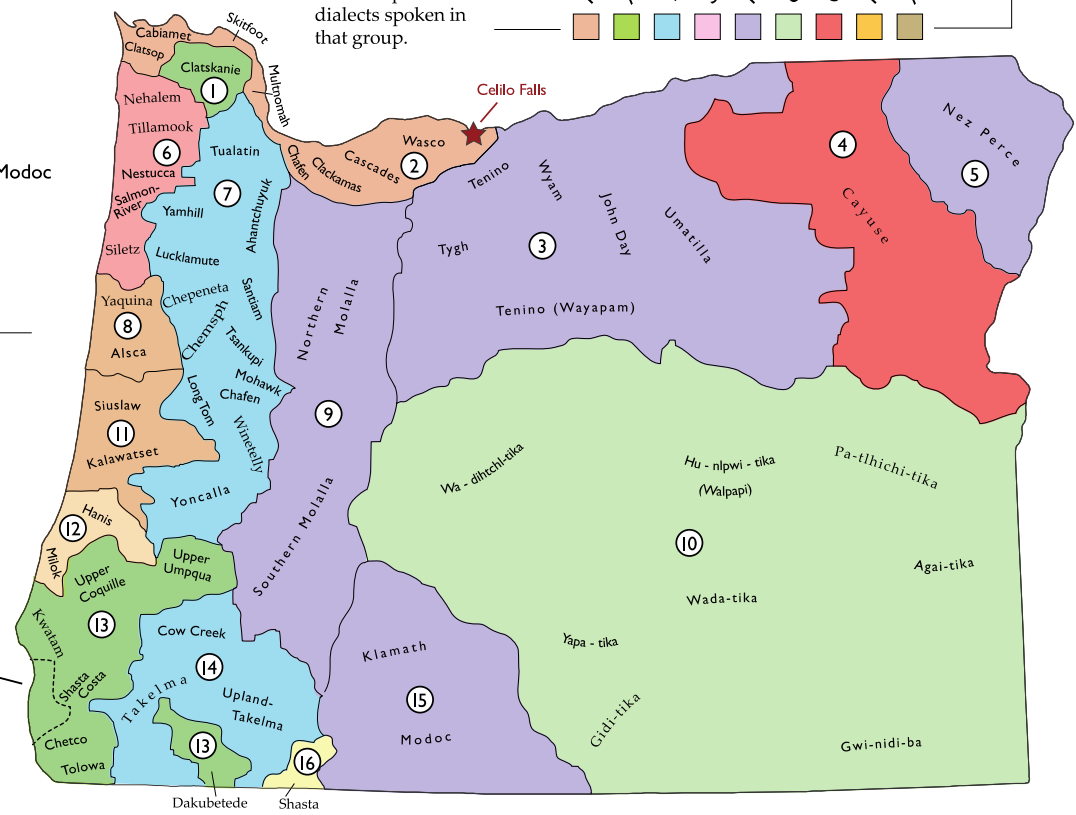 dialects spoken in
that group.
Modoc
Celilo Falls
Skitfoot
Cabiamet
Clatsop
Clatskanie
1
Multnomah
Nehalem
Tillamook
6
Nestucca
Salmon-
River
Siletz
Tualatin
7
Ahantchuyuk
Yamhill
Lucklamute
Chepeneta
Santiam
Chemsph
Tsankupi
Mohawk
Chafen
Long Tom
Winetelly
Yoncalla
Chafen
Clackamas
Cascades
Wasco
2
Tenino
Wyam
John Day
Umatilla
Tygh
3
Tenino (Wayapam)
4
Cayuse
Nez Perce
5
Yaquina
8
Alsca
Siuslaw
11
Kalawatset
Northern
Molalla
9
Southern Molalla
Wa - dihtchl-tika
Hu - nlpwi - tika
(Walpapi)
Pa-tlhichi-tika
10
Agai-tika
Wada-tika
Yapa - tika
Gidi-tika
Gwi-nidi-ba
12
Hanis
Milok
Upper
Coquille
Upper
Umpqua
13
Kwatam
Shasta
Costa
Chetco
Tolowa
Cow Creek
14
Takelma
Upland-
Takelma
13
Dakubetede
16
Shasta
Klamath
15
Modoc